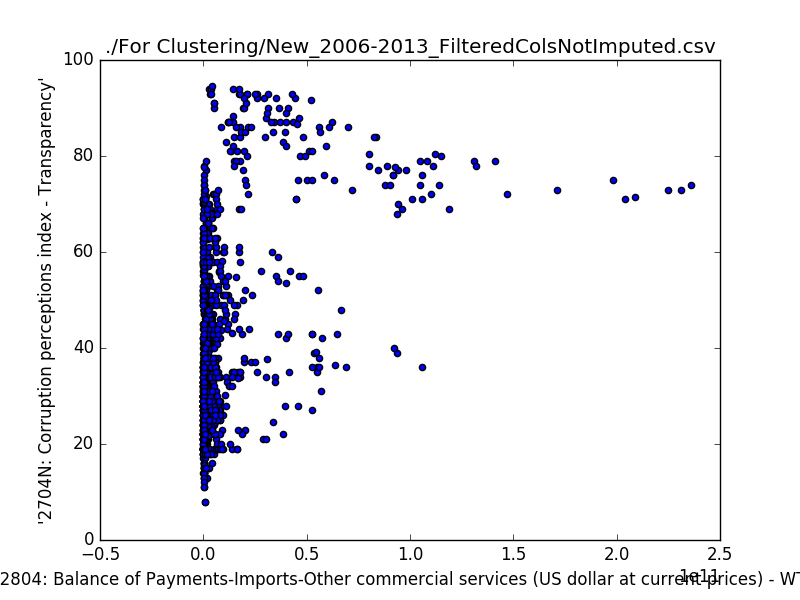 ./For Clustering/New_2006-2013_FilteredColsNotImputed.csv
'2704N: Corruption perceptions index - Transparency'
100
80
60
40
20
0
−0.5 0.0 0.5 1.0 1.5 2.0 2.5
1e11
2804: Balance of Payments-Imports-Other commercial services (US dollar at current prices) - WT